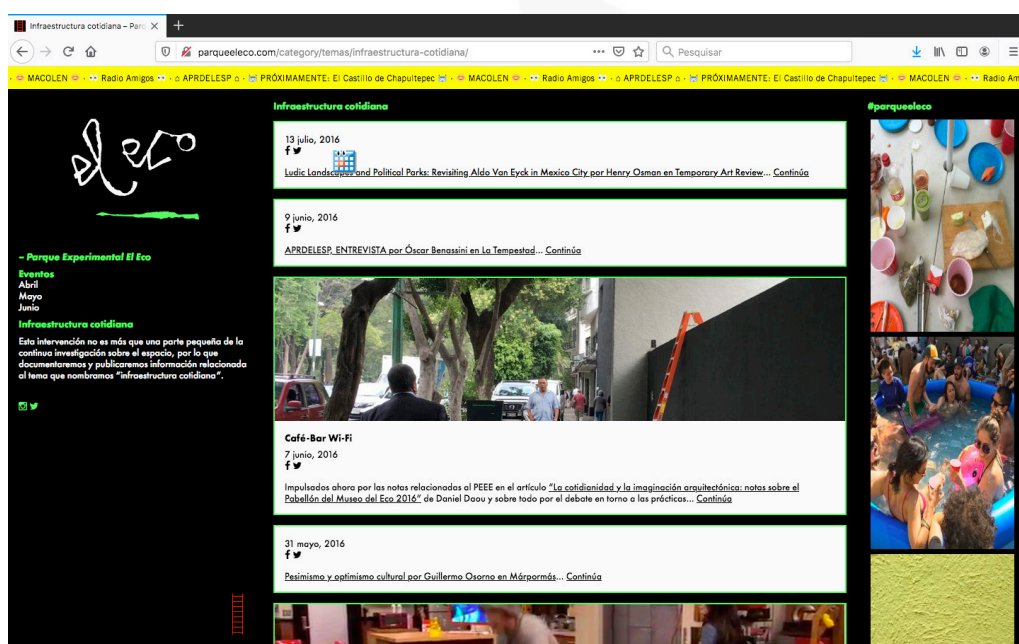 Infraestructura cotidiana – Parq
parqueeleco.com/category/temas/infraestructura-cotidiana/
Pesquisar
MACOLEN · Radio Amigos · APRDELESP · PRÓXIMAMENTE: El Castillo de Chapultepec · MACOLEN · Radio Amigos · APRDELESP · PRÓXIMAMENTE: El Castillo de Chapultepec · MACOLEN · Radio Am
el eco
– Parque Experimental El Eco
Eventos
Abril
Mayo
Junio
Infraestructura cotidiana
Esta intervención no es más que una parte pequeña de la
continua investigación sobre el espacio, por lo que
documentaremos y publicaremos información relacionada
al tema que nombramos “infraestructura cotidiana”.
Infraestructura cotidiana
13 julio, 2016
Ludic Landscapes and Political Parks: Revisiting Aldo Van Eyck in Mexico City por Henry Osman en Temporary Art Review... Continúa
9 junio, 2016
APRDELESP, ENTREVISTA por Óscar Benassini en La Tempestad... Continúa
Café-Bar Wi-Fi
7 junio, 2016
Impulsados ahora por las notas relacionadas al PEEE en el artículo “La cotidianidad y la imaginación arquitectónica: notas sobre el
Pabellón del Museo del Eco 2016” de Daniel Daou y sobre todo por el debate en torno a las prácticas... Continúa
31 mayo, 2016
Pesimismo y optimismo cultural por Guillermo Osorno en Márpormás... Continúa
#parqueeleco